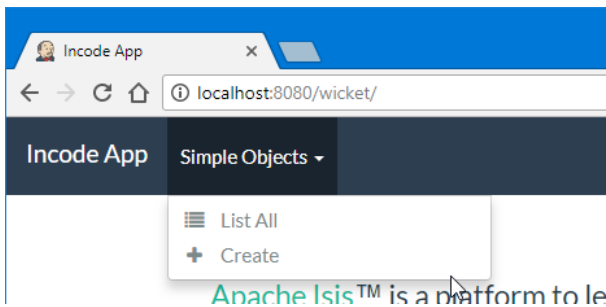 Incode App
localhost:8080/wicket/
Incode App
Simple Objects
List All
Create
Apache Isis™ is a platform to le